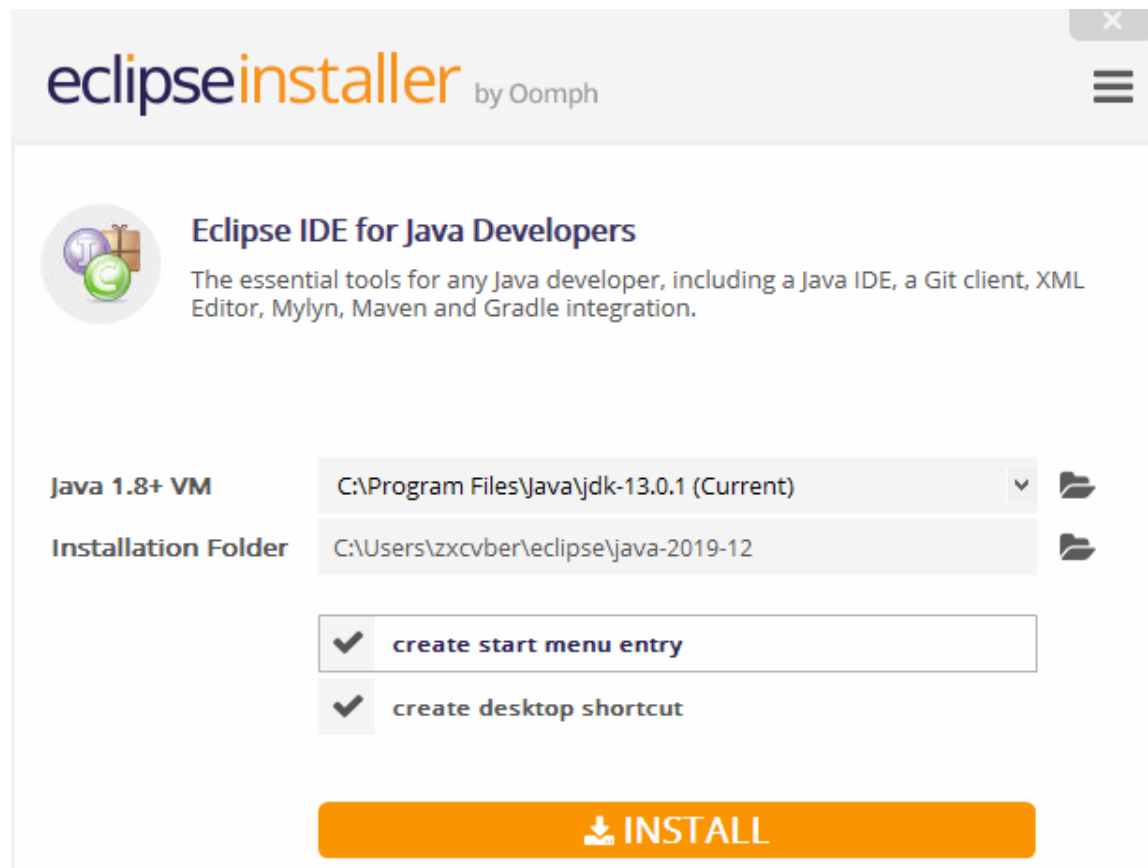 eclipseinstaller by Oomph
Eclipse IDE for Java Developers
The essential tools for any Java developer, including a Java IDE, a Git client, XML
Editor, Mylyn, Maven and Gradle integration.
Java 1.8+ VM C:\Program Files\Java\jdk-13.0.1 (Current)
Installation Folder C:\Users\zxcvber\eclipse\java-2019-12
create start menu entry
create desktop shortcut
INSTALL